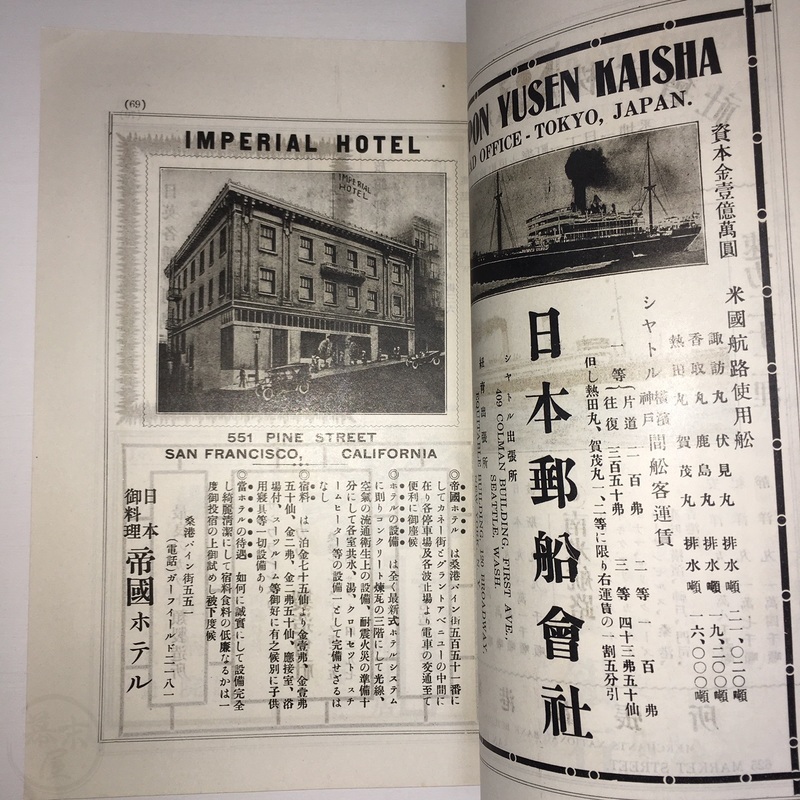 (69)
IMPERIAL HOTEL
IMPERIAL
HOTEL
551 PINE STREET
SAN FRANCISCO, CALIFORNIA
◎帝國ホテル は桑港パイン街五百五十一番に
してカネー街とグラントアベニューの中間に
在り各停車場及各波止場より電車の交通至て
便利に御座候
◎ホテルの設備 は全く最新式ホテルシステム
に則りコンクリート煉瓦の三階にして光線、
空氣の流通衛生上の設備、耐震火災の準備十
分にして各室共水、湯、クローセツト、スチ
ームヒーター等の設備一として完備せざるは
なし
◎宿料 は一泊金七十五仙より金壹弗、金壹弗
五十仙、金二弗、金二弗五十仙、應接室、浴
場付、スーツルーム等御好に有之候別に子供
用寢具等一切設備あり
◎當ホテルの待遇 如何に誠實にして設備完全
し綺麗清潔にして宿料食料の低廉なるかは一
度御投宿の上御試めし被下度候
桑港パイン街五五一
(電話)ガーフイールド二一八一
日本
御料理
帝國ホテル
PON YUSEN KAISHA
AD OFFICE - TOKYO, JAPAN.
資本金壹億萬圓
米國航路使用舩
諏訪丸 伏見丸 排水噸 二一、〇二〇噸
香取丸 鹿島丸 排水噸 一九、二〇〇噸
熱田丸 賀茂丸 排水噸 一六、〇〇〇噸
シヤトル 横濱 神戸 間舩客運賃
一等 片道 二百弗 二等 一百弗
往復 三百五十弗 三等 四十三弗五十仙
但し熱田丸、賀茂丸一、二等に限り右運賃の一割五分引
日本郵船會社
シヤトル出張所
409 COLMAN BUILDING, FIRST AVE.
SEATTLE, WASH.
紐育出張所
EQUITABLE BUILDING, 120 BROADWAY,